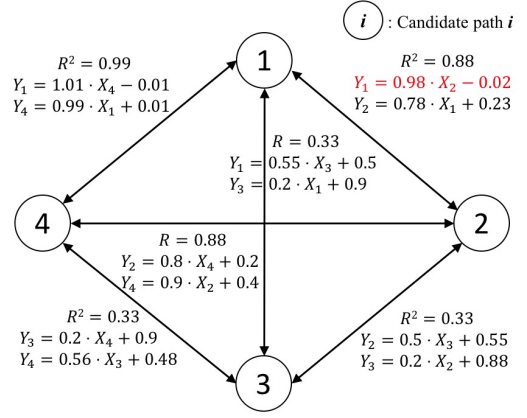 i : Candidate path i
1
R² = 0.99
Y₁ = 1.01 · X₄ − 0.01
Y₄ = 0.99 · X₁ + 0.01
R² = 0.88
Y₁ = 0.98 · X₂ − 0.02
Y₂ = 0.78 · X₁ + 0.23
R = 0.33
Y₁ = 0.55 · X₃ + 0.5
Y₃ = 0.2 · X₁ + 0.9
4
2
R = 0.88
Y₂ = 0.8 · X₄ + 0.2
Y₄ = 0.9 · X₂ + 0.4
R² = 0.33
Y₃ = 0.2 · X₄ + 0.9
Y₄ = 0.56 · X₃ + 0.48
R² = 0.33
Y₂ = 0.5 · X₃ + 0.55
Y₃ = 0.2 · X₂ + 0.88
3